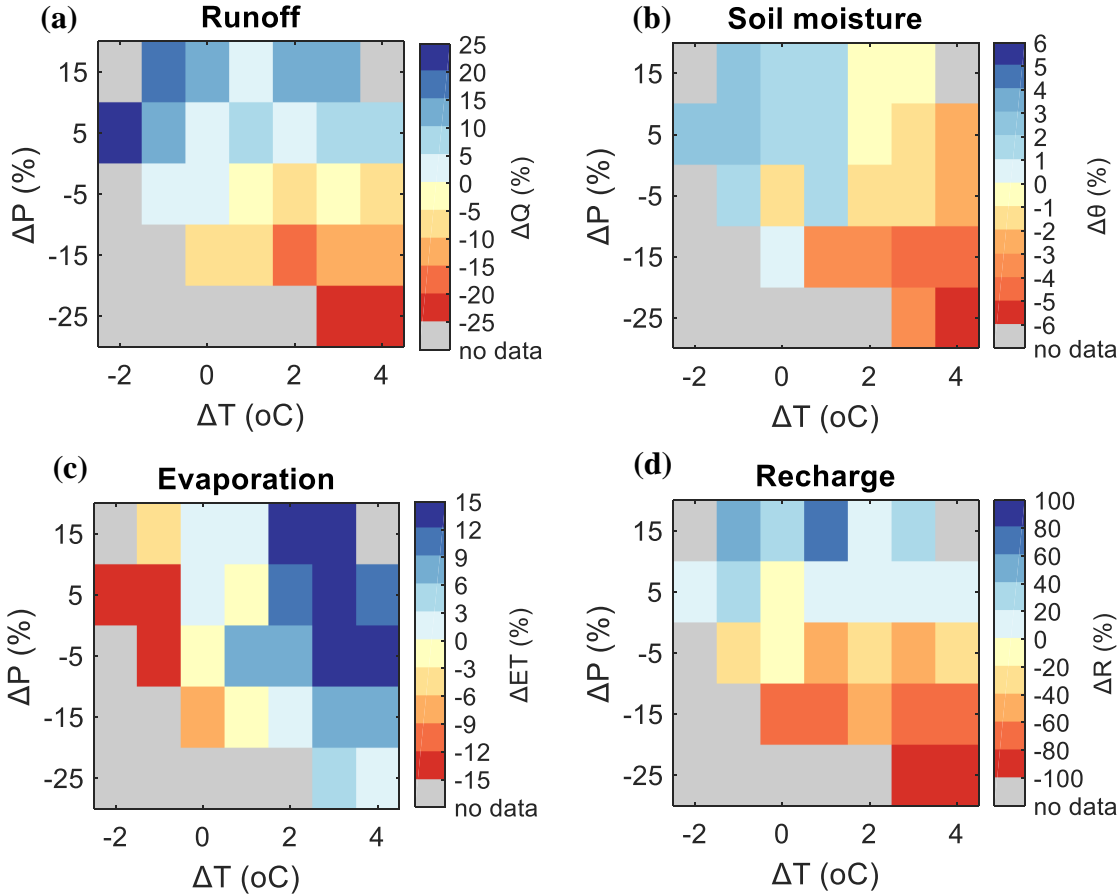 (a)
Runoff
15
5
-5
-15
-25
ΔP (%)
-2 0 2 4
ΔT (oC)
25
20
15
10
5
0
-5
-10
-15
-20
-25
no data
ΔQ (%)
(b)
Soil moisture
15
5
-5
-15
-25
ΔP (%)
-2 0 2 4
ΔT (oC)
6
5
4
3
2
1
0
-1
-2
-3
-4
-5
-6
no data
Δθ (%)
(c)
Evaporation
15
5
-5
-15
-25
ΔP (%)
-2 0 2 4
ΔT (oC)
15
12
9
6
3
0
-3
-6
-9
-12
-15
no data
ΔET (%)
(d)
Recharge
15
5
-5
-15
-25
ΔP (%)
-2 0 2 4
ΔT (oC)
100
80
60
40
20
0
-20
-40
-60
-80
-100
no data
ΔR (%)